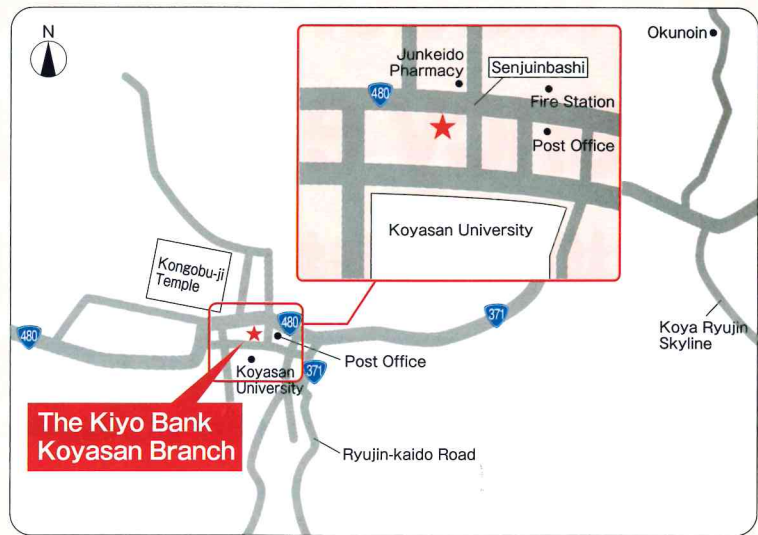 N
Okunoin
Junkeido
Pharmacy
Senjuinbashi
480
Fire Station
Post Office
Koyasan University
Kongobu-ji
Temple
480
480
371
Koya Ryujin
Skyline
Post Office
Koyasan
University
371
The Kiyo Bank
Koyasan Branch
Ryujin-kaido Road